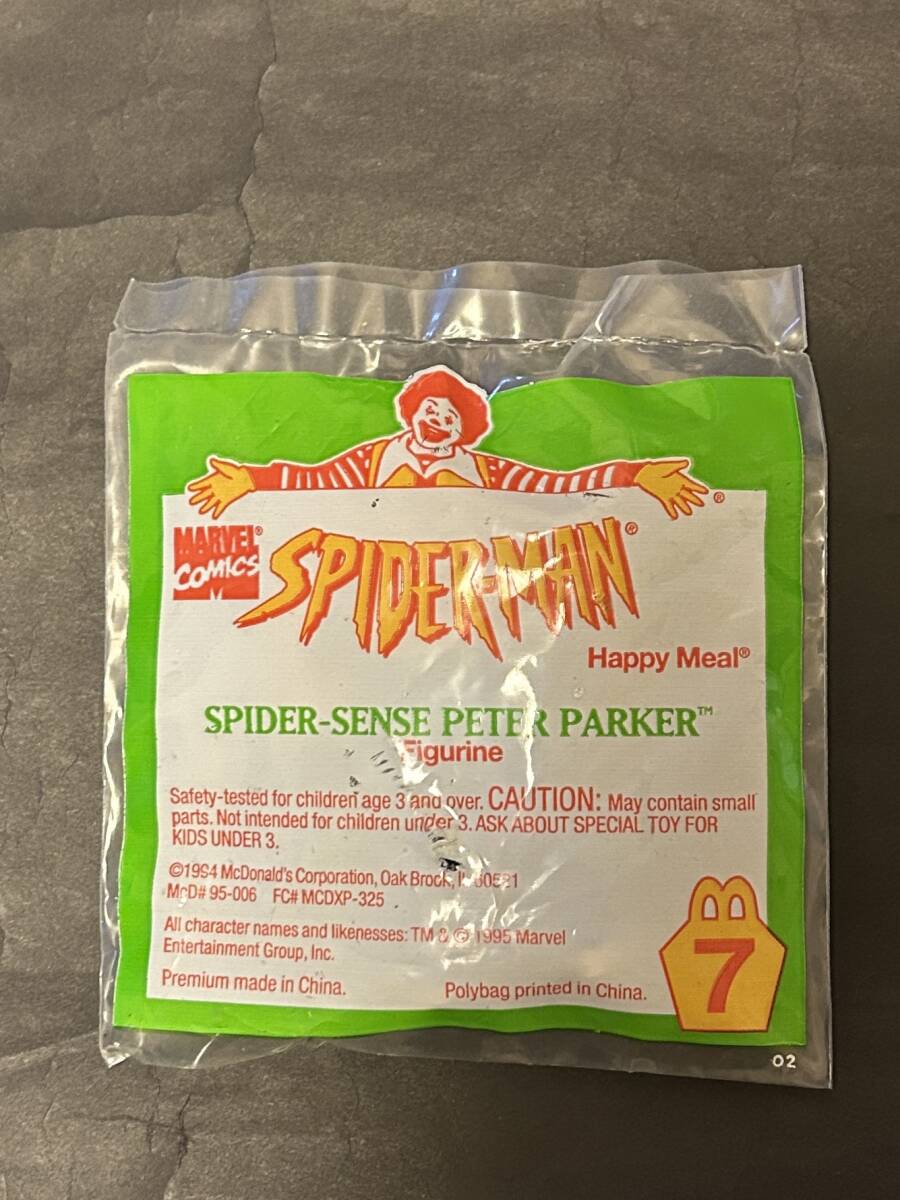 MARVEL®
COMICS
SPIDER-MAN®
®
Happy Meal®
SPIDER-SENSE PETER PARKER™
Figurine
Safety-tested for children age 3 and over. CAUTION: May contain small
parts. Not intended for children under 3. ASK ABOUT SPECIAL TOY FOR
KIDS UNDER 3.
©1994 McDonald's Corporation, Oak Brook, IL 60521
McD# 95-006 FC# MCDXP-325
All character names and likenesses: TM & © 1995 Marvel
Entertainment Group, Inc.
Premium made in China.
Polybag printed in China.
7
02